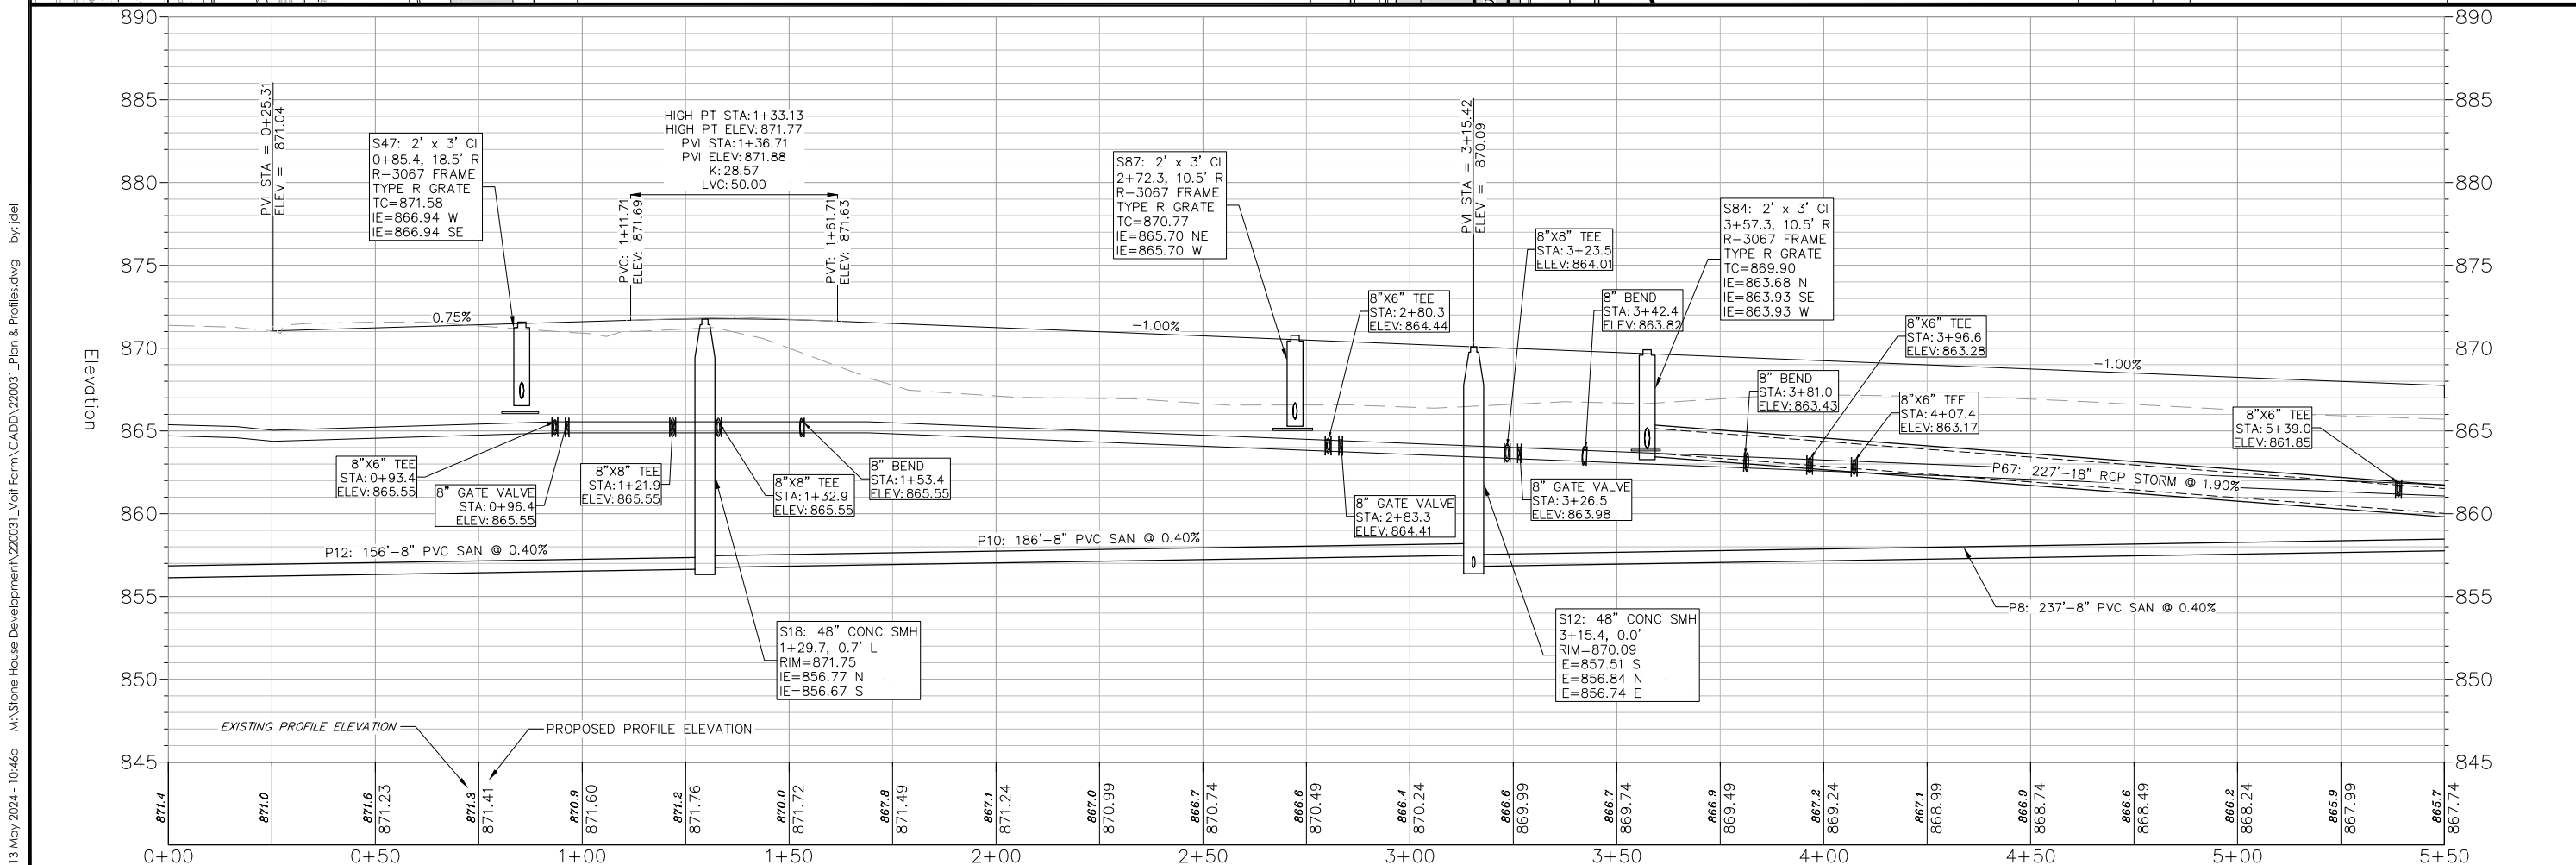 890
885
880
875
870
865
860
855
850
845
Elevation
890
885
880
875
870
865
860
855
850
845
PVI STA = 0+25.31
ELEV = 871.04
S47: 2' x 3' CI
0+85.4, 18.5' R
R-3067 FRAME
TYPE R GRATE
TC=871.58
IE=866.94 W
IE=866.94 SE
HIGH PT STA: 1+33.13
HIGH PT ELEV: 871.77
PVI STA: 1+36.71
PVI ELEV: 871.88
K: 28.57
LVC: 50.00
PVC: 1+11.71
ELEV: 871.691
PVT: 1+61.71
ELEV: 871.63
S87: 2' x 3' CI
2+72.3, 10.5' R
R-3067 FRAME
TYPE R GRATE
TC=870.77
IE=865.70 NE
IE=865.70 W
PVI STA = 3+15.42
ELEV = 870.09
8"X8" TEE
STA: 3+23.5
ELEV: 864.01
S84: 2' x 3' CI
3+57.3, 10.5' R
R-3067 FRAME
TYPE R GRATE
TC=869.90
IE=863.68 N
IE=863.93 SE
IE=863.93 W
8"X6" TEE
STA: 2+80.3
ELEV: 864.44
8" BEND
STA: 3+42.4
ELEV: 863.82
8"X6" TEE
STA: 3+96.6
ELEV: 863.28
0.75%
-1.00%
-1.00%
8" BEND
STA: 3+81.0
ELEV: 863.43
8"X6" TEE
STA: 4+07.4
ELEV: 863.17
8"X6" TEE
STA: 5+39.0
ELEV: 861.85
8"X6" TEE
STA: 0+93.4
ELEV: 865.55
8" GATE VALVE
STA: 0+96.4
ELEV: 865.55
8"X8" TEE
STA: 1+21.9
ELEV: 865.55
8"X8" TEE
STA: 1+32.9
ELEV: 865.55
8" BEND
STA: 1+53.4
ELEV: 865.55
8" GATE VALVE
STA: 2+83.3
ELEV: 864.41
8" GATE VALVE
STA: 3+26.5
ELEV: 863.98
P67: 227'-18" RCP STORM @ 1.90%
P12: 156'-8" PVC SAN @ 0.40%
P10: 186'-8" PVC SAN @ 0.40%
P8: 237'-8" PVC SAN @ 0.40%
S18: 48" CONC SMH
1+29.7, 0.7' L
RIM=871.75
IE=856.77 N
IE=856.67 S
S12: 48" CONC SMH
3+15.4, 0.0'
RIM=870.09
IE=857.51 S
IE=856.84 N
IE=856.74 E
EXISTING PROFILE ELEVATION
PROPOSED PROFILE ELEVATION
871.4
871.0
871.6
871.23
871.3
871.41
870.9
871.60
871.2
871.76
870.0
871.72
867.8
871.49
867.1
871.24
867.0
870.99
866.7
870.74
866.6
870.49
866.4
870.24
866.6
869.99
866.7
869.74
866.9
869.49
867.2
869.24
867.1
868.99
866.9
868.74
866.6
868.49
866.2
868.24
865.9
867.99
865.7
867.74
0+00
0+50
1+00
1+50
2+00
2+50
3+00
3+50
4+00
4+50
5+00
5+50
13 May 2024 - 10:46a M:\Stone House Development\22031_Voit Farm\CADD\22031_Plan & Profiles.dwg by: jdel